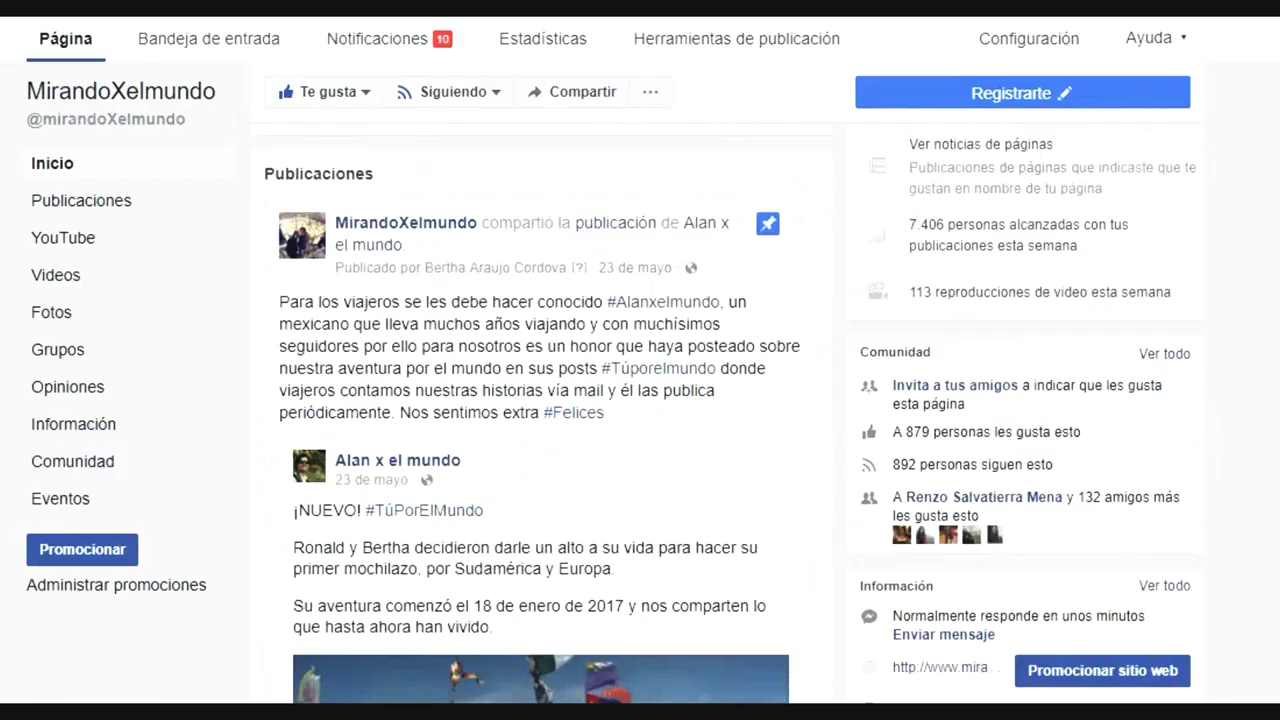 Página
Bandeja de entrada
Notificaciones 10
Estadísticas
Herramientas de publicación
Configuración
Ayuda
MirandoXelmundo
@mirandoXelmundo
Inicio
Publicaciones
YouTube
Videos
Fotos
Grupos
Opiniones
Información
Comunidad
Eventos
Promocionar
Administrar promociones
Te gusta
Siguiendo
Compartir
Registrarte
Publicaciones
MirandoXelmundo compartió la publicación de Alan x
el mundo.
Publicado por Bertha Araujo Cordova [?] · 23 de mayo ·
Para los viajeros se les debe hacer conocido #Alanxelmundo, un
mexicano que lleva muchos años viajando y con muchísimos
seguidores por ello para nosotros es un honor que haya posteado sobre
nuestra aventura por el mundo en sus posts #Túporelmundo donde
viajeros contamos nuestras historias vía mail y él las publica
periódicamente. Nos sentimos extra #Felices
Alan x el mundo
23 de mayo ·
¡NUEVO! #TúPorElMundo
Ronald y Bertha decidieron darle un alto a su vida para hacer su
primer mochilazo, por Sudamérica y Europa.
Su aventura comenzó el 18 de enero de 2017 y nos comparten lo
que hasta ahora han vivido.
Ver noticias de páginas
Publicaciones de páginas que indicaste que te
gustan en nombre de tu página
7.406 personas alcanzadas con tus
publicaciones esta semana
113 reproducciones de video esta semana
Comunidad
Ver todo
Invita a tus amigos a indicar que les gusta
esta página
A 879 personas les gusta esto
892 personas siguen esto
A Renzo Salvatierra Mena y 132 amigos más
les gusta esto
Información
Ver todo
Normalmente responde en unos minutos
Enviar mensaje
http://www.mira...
Promocionar sitio web